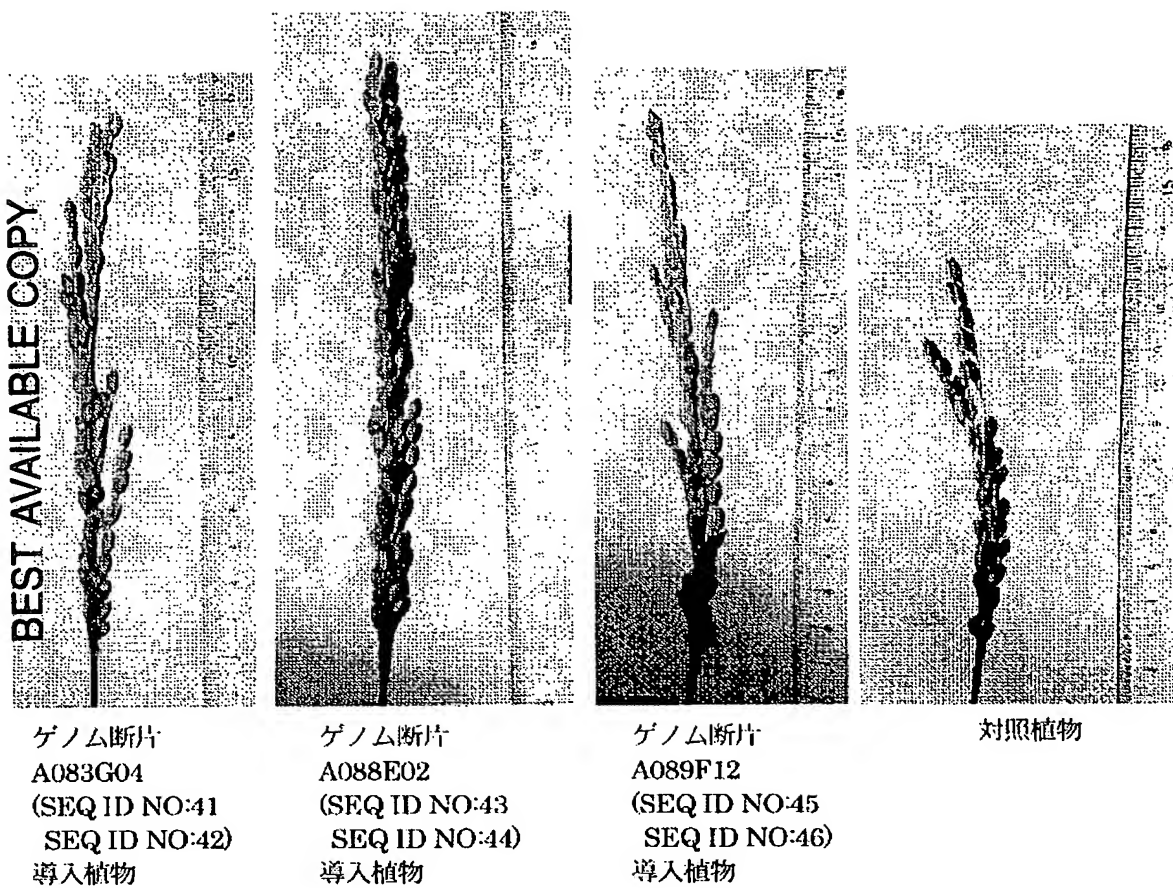 BEST AVAILABLE COPY
ゲノム断片
A083G04
(SEQ ID NO:41
SEQ ID NO:42)
導入植物
ゲノム断片
A088E02
(SEQ ID NO:43
SEQ ID NO:44)
導入植物
ゲノム断片
A089F12
(SEQ ID NO:45
SEQ ID NO:46)
導入植物
対照植物